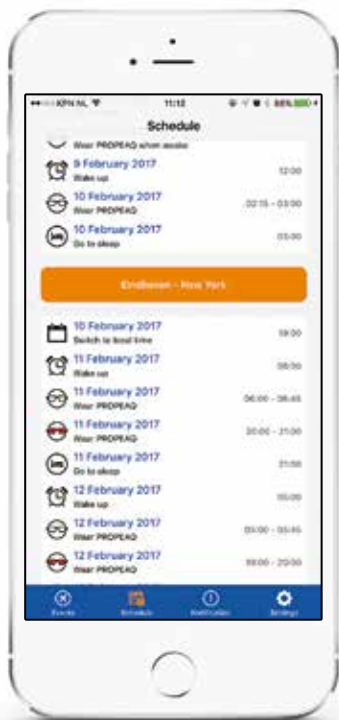 KPN NL 11:12 88%
Schedule
Wear PROPEAQ when awake
9 February 2017
Wake up 12:00
10 February 2017
Wear PROPEAQ 02:15 - 03:00
10 February 2017
Go to sleep 03:00
Eindhoven - New York
10 February 2017
Switch to local time
11 February 2017
Wake up
11 February 2017
Wear PROPEAQ 06:00 - 06:45
11 February 2017
Wear PROPEAQ 20:00 - 21:00
11 February 2017
Go to sleep 21:00
12 February 2017
Wake up 05:00
12 February 2017
Wear PROPEAQ 05:00 - 05:45
12 February 2017
Wear PROPEAQ 19:00 - 20:00
12 February 2017
Events Schedule Notification Settings